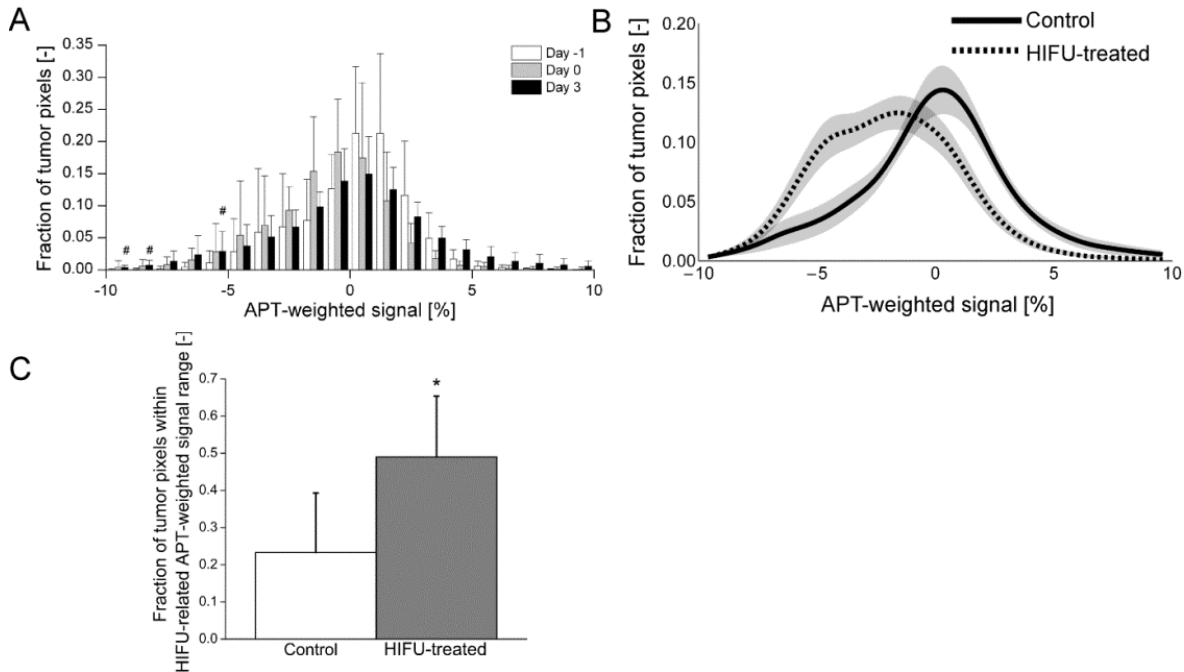 A
Fraction of tumor pixels [-]
0.35
0.30
0.25
0.20
0.15
0.10
0.05
0.00
Day -1
Day 0
Day 3
# # #
-10 -5 0 5 10
APT-weighted signal [%]
B
Fraction of tumor pixels [-]
0.20
0.15
0.10
0.05
0.00
Control
HIFU-treated
−10 −5 0 5 10
APT-weighted signal [%]
C
Fraction of tumor pixels within
HIFU-related APT-weighted signal range [-]
0.7
0.6
0.5
0.4
0.3
0.2
0.1
0.0
*
Control HIFU-treated